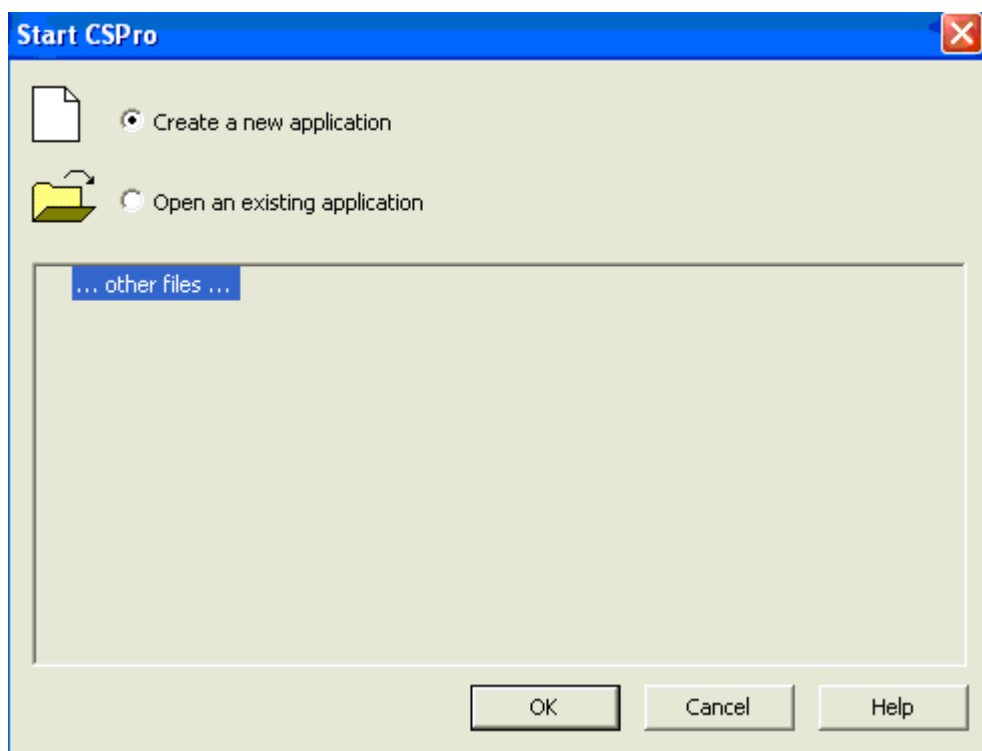 Start CSPro
Create a new application
Open an existing application
... other files ...
OK Cancel Help